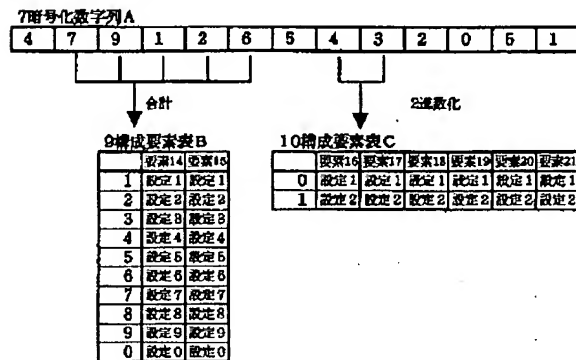 7暗号化数字列A
4 7 9 1 2 6 5 4 3 2 0 5 1
合計
2進数化
9構成要素表B
要素14 要素15
1 設定1 設定1
2 設定2 設定2
3 設定3 設定3
4 設定4 設定4
5 設定5 設定5
6 設定6 設定6
7 設定7 設定7
8 設定8 設定8
9 設定9 設定9
0 設定0 設定0
10構成要素表C
要素16 要素17 要素18 要素19 要素20 要素21
0 設定1 設定1 設定1 設定1 設定1 設定1
1 設定2 設定2 設定2 設定2 設定2 設定2